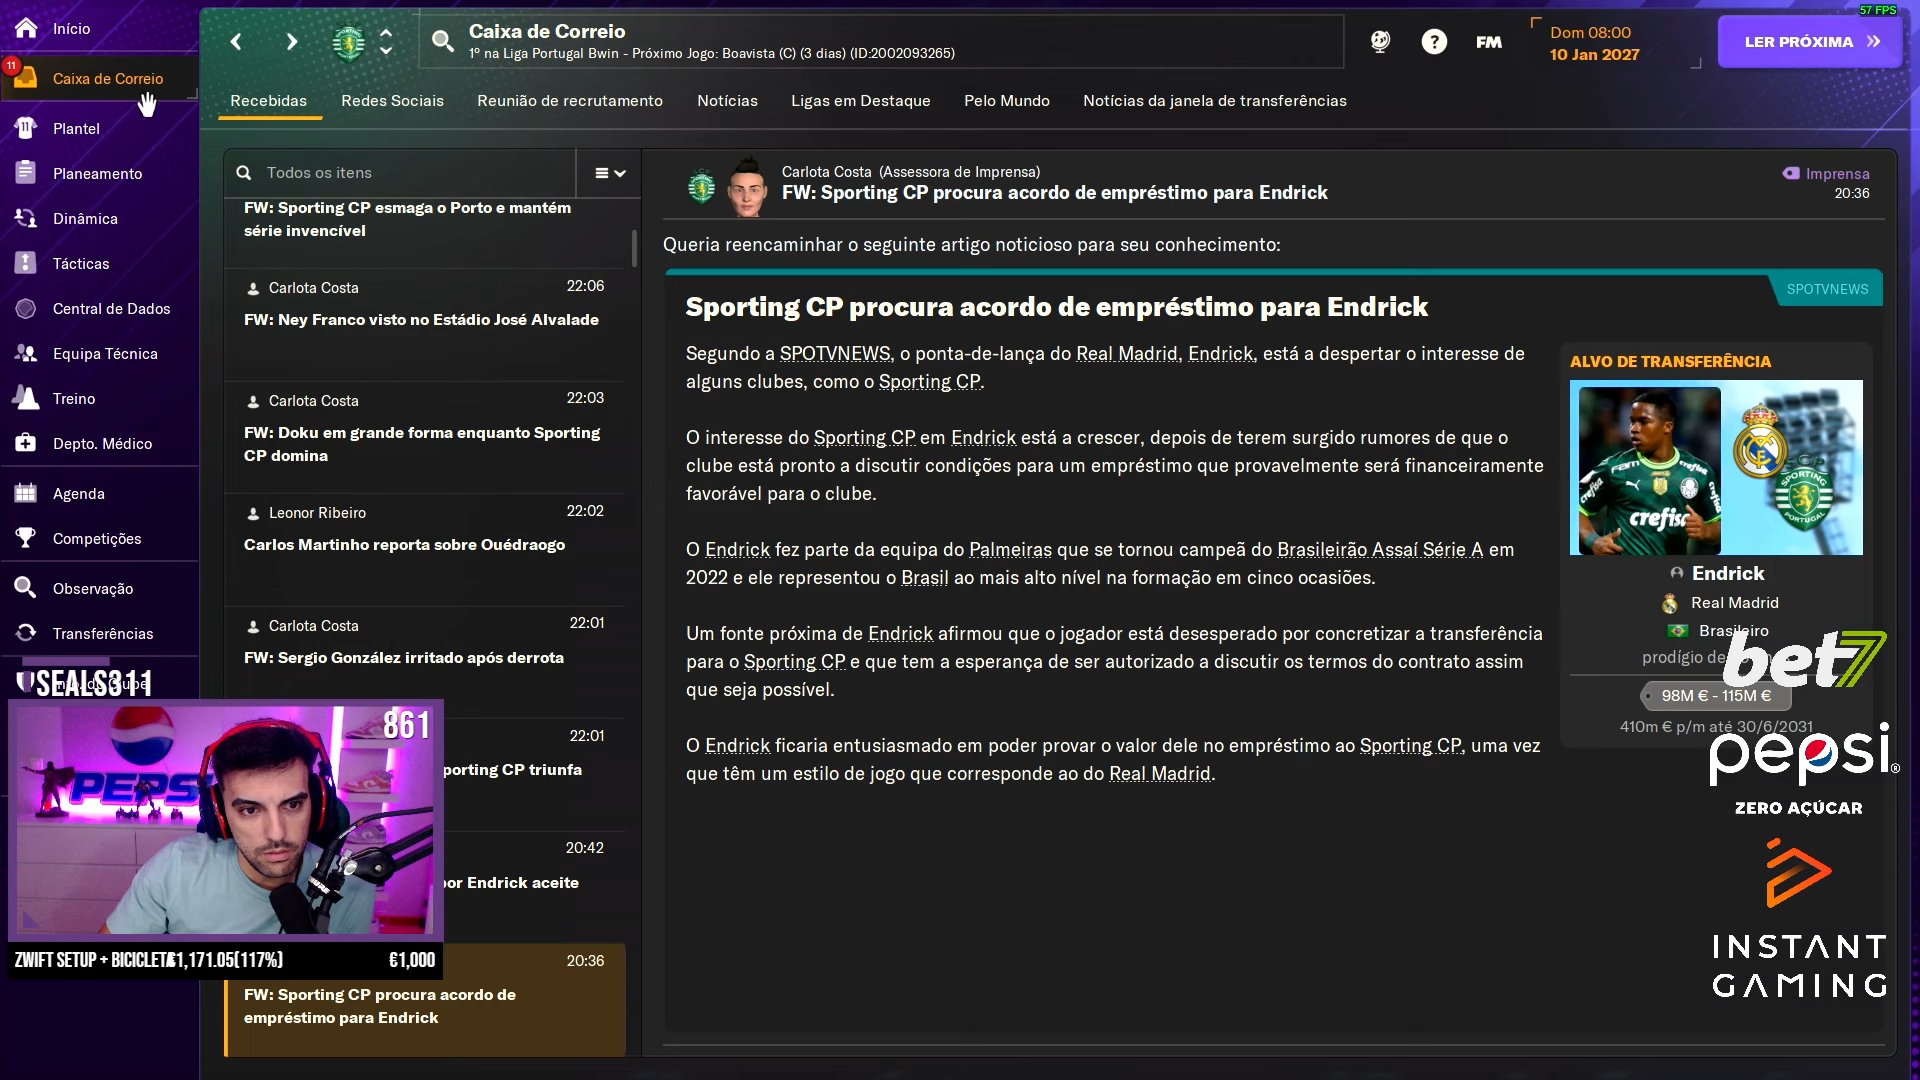 57 FPS
Início
11
Caixa de Correio
Plantel
Planeamento
Dinâmica
Tácticas
Central de Dados
Equipa Técnica
Treino
Depto. Médico
Agenda
Competições
Observação
Transferências
Caixa de Correio
1º na Liga Portugal Bwin - Próximo Jogo: Boavista (C) (3 dias) (ID:2002093265)
FM
Dom 08:00
10 Jan 2027
LER PRÓXIMA
Recebidas
Redes Sociais
Reunião de recrutamento
Notícias
Ligas em Destaque
Pelo Mundo
Notícias da janela de transferências
Todos os itens
FW: Sporting CP esmaga o Porto e mantém
série invencível
Carlota Costa 22:06
FW: Ney Franco visto no Estádio José Alvalade
Carlota Costa 22:03
FW: Doku em grande forma enquanto Sporting
CP domina
Leonor Ribeiro 22:02
Carlos Martinho reporta sobre Ouédraogo
Carlota Costa 22:01
FW: Sergio González irritado após derrota
22:01
porting CP triunfa
20:42
por Endrick aceite
20:36
FW: Sporting CP procura acordo de
empréstimo para Endrick
Carlota Costa (Assessora de Imprensa)
FW: Sporting CP procura acordo de empréstimo para Endrick
Imprensa
20:36
Queria reencaminhar o seguinte artigo noticioso para seu conhecimento:
SPOTVNEWS
Sporting CP procura acordo de empréstimo para Endrick
Segundo a SPOTVNEWS, o ponta-de-lança do Real Madrid, Endrick, está a despertar o interesse de
alguns clubes, como o Sporting CP.
O interesse do Sporting CP em Endrick está a crescer, depois de terem surgido rumores de que o
clube está pronto a discutir condições para um empréstimo que provavelmente será financeiramente
favorável para o clube.
O Endrick fez parte da equipa do Palmeiras que se tornou campeã do Brasileirão Assaí Série A em
2022 e ele representou o Brasil ao mais alto nível na formação em cinco ocasiões.
Um fonte próxima de Endrick afirmou que o jogador está desesperado por concretizar a transferência
para o Sporting CP e que tem a esperança de ser autorizado a discutir os termos do contrato assim
que seja possível.
O Endrick ficaria entusiasmado em poder provar o valor dele no empréstimo ao Sporting CP, uma vez
que têm um estilo de jogo que corresponde ao do Real Madrid.
ALVO DE TRANSFERÊNCIA
crefisa
SPORTING
PORTUGAL
Endrick
Real Madrid
Brasileiro
prodígio de
98M € - 115M €
410m € p/m até 30/6/2031
bet7
pepsi
ZERO AÇÚCAR
INSTANT
GAMING
SEALS311
861
PEPS
ZWIFT SETUP + BICICLETA
€1,171.05(117%)
€1,000